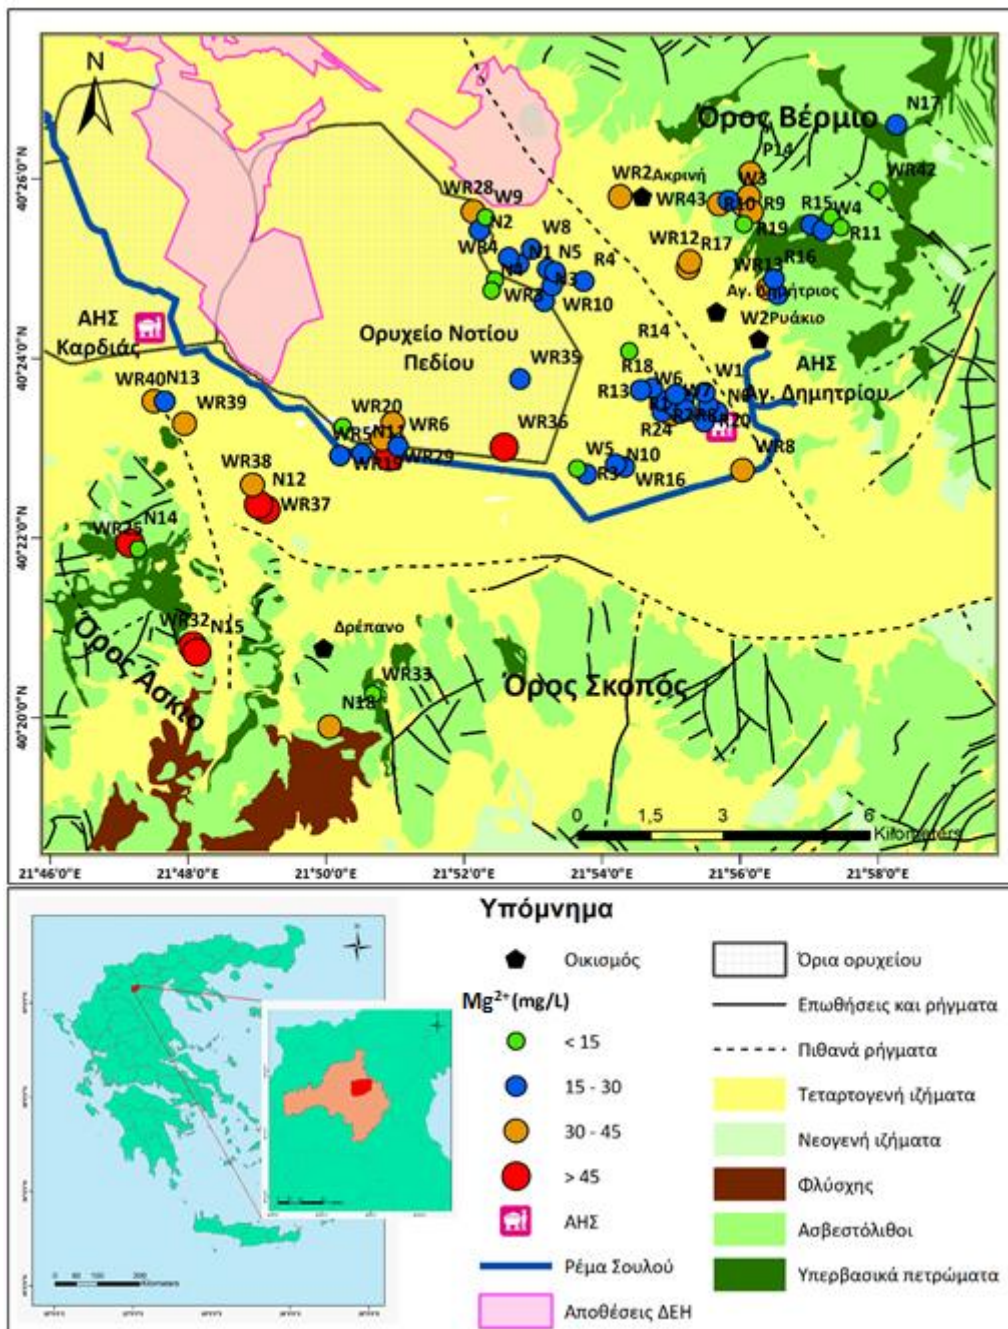 N
Όρος Βέρμιο
N17
P14
WR2
Ακρινή
W3
WR42
WR28
W9
WR43
R10
R9
R15
W4
N2
W8
R19
R11
WR4
N1
N5
R4
WR12
R17
R16
N4
N3
WR13
WR3
WR10
Αγ. Δημήτριος
ΑΗΣ
Καρδιάς
Ορυχείο Νοτίου
Πεδίου
R14
W2
Ρυάκιο
WR35
R18
W1
ΑΗΣ
Αγ. Δημητρίου
WR40
N13
R13
W6
W7
WR39
WR20
WR6
WR36
R24
R20
WR5
N11
WR8
WR19
WR29
W5
N10
R3
WR16
WR38
N12
WR37
WR25
N14
WR32
N15
Δρέπανο
Όρος Άσκιο
WR33
Όρος Σκοπός
N18
0 1,5 3 6
Kilometers
40°26'0"N
40°24'0"N
40°22'0"N
40°20'0"N
21°46'0"E 21°48'0"E 21°50'0"E 21°52'0"E 21°54'0"E 21°56'0"E 21°58'0"E
Υπόμνημα
Οικισμός
Mg²⁺(mg/L)
< 15
15 - 30
30 - 45
> 45
ΑΗΣ
Ρέμα Σουλού
Αποθέσεις ΔΕΗ
Όρια ορυχείου
Επωθήσεις και ρήγματα
Πιθανά ρήγματα
Τεταρτογενή ιζήματα
Νεογενή ιζήματα
Φλύσχης
Ασβεστόλιθοι
Υπερβασικά πετρώματα